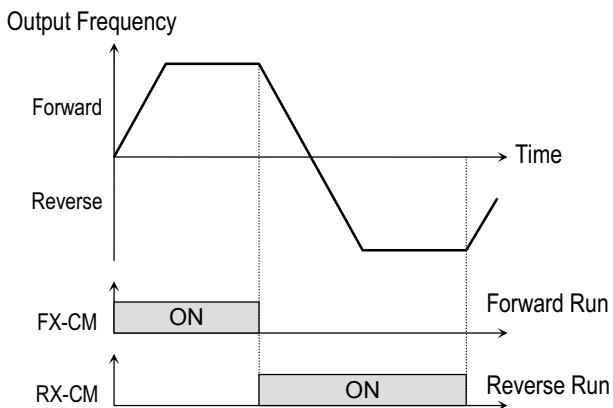 Output Frequency
Forward
Time
Reverse
Forward Run
FX-CM
ON
Reverse Run
RX-CM
ON